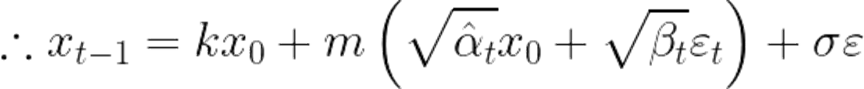 ∴ x_{t−1} = kx_0 + m(√α̂_t x_0 + √β_t ε_t) + σε